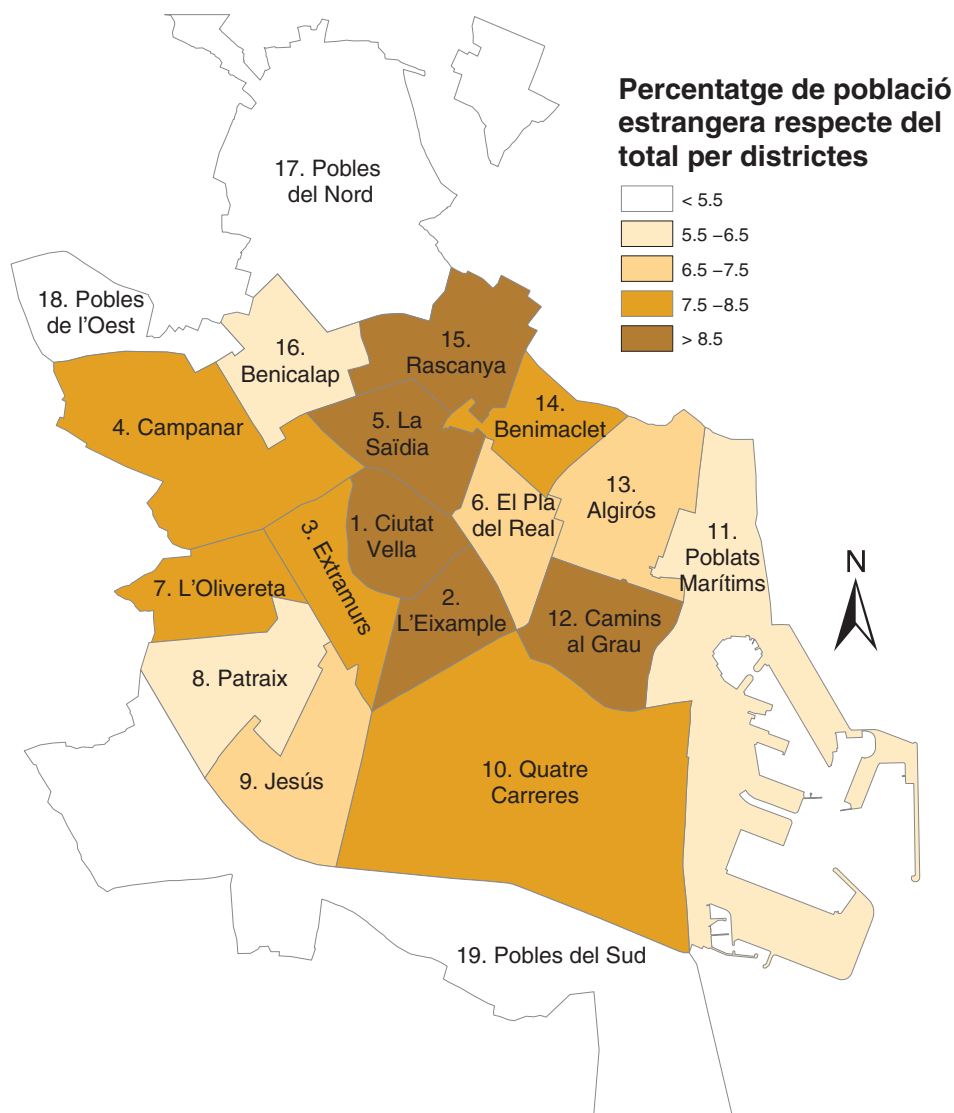 Percentatge de població
estrangera respecte del
total per districtes
< 5.5
5.5 –6.5
6.5 –7.5
7.5 –8.5
> 8.5
17. Pobles
del Nord
18. Pobles
de l'Oest
16.
Benicalap
15.
Rascanya
4. Campanar
5. La
Saïdia
14.
Benimaclet
6. El Pla
del Real
13.
Algirós
1. Ciutat
Vella
3. Extramurs
11.
Poblats
Marítims
N
7. L'Olivereta
2.
L'Eixample
12. Camins
al Grau
8. Patraix
9. Jesús
10. Quatre
Carreres
19. Pobles del Sud